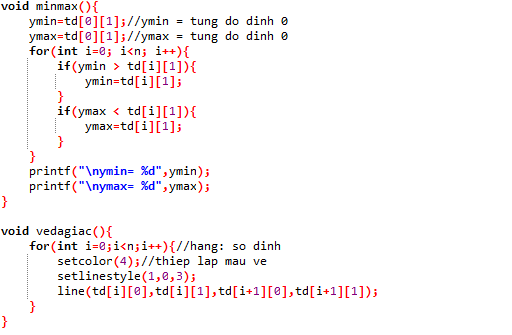 void minmax(){
    ymin=td[0][1];//ymin = tung do dinh 0
    ymax=td[0][1];//ymax = tung do dinh 0
    for(int i=0; i<n; i++){
        if(ymin > td[i][1]){
            ymin=td[i][1];
        }
        if(ymax < td[i][1]){
            ymax=td[i][1];
        }
    }
    printf("\nymin= %d",ymin);
    printf("\nymax= %d",ymax);
}

void vedagiac(){
    for(int i=0;i<n;i++){//hang: so dinh
        setcolor(4);//thiep lap mau ve
        setlinestyle(1,0,3);
        line(td[i][0],td[i][1],td[i+1][0],td[i+1][1]);
    }
}